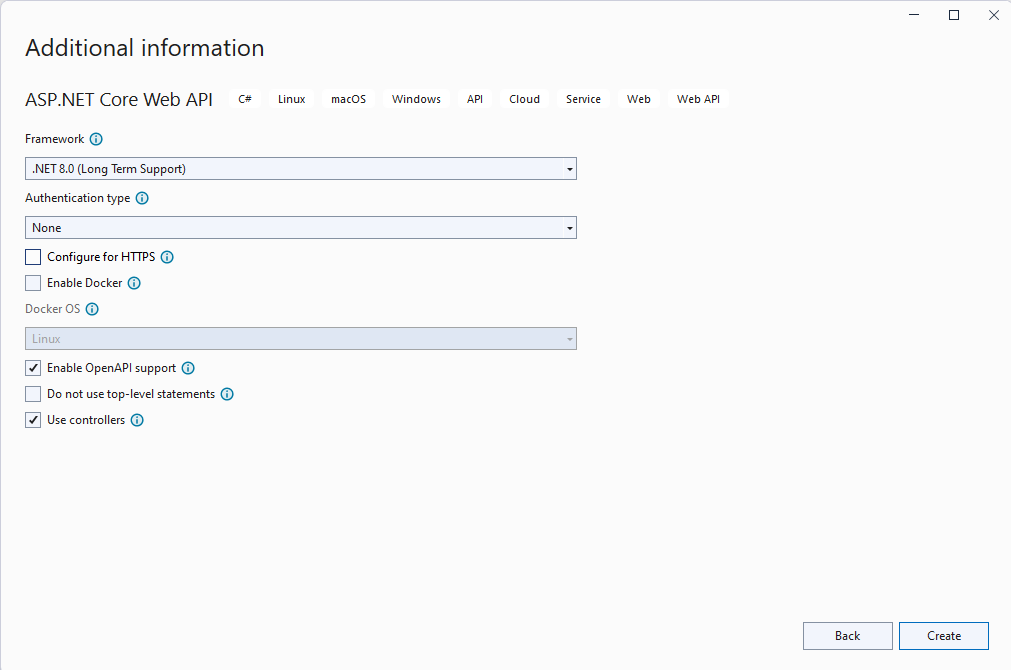 Additional information
ASP.NET Core Web API C# Linux macOS Windows API Cloud Service Web Web API
Framework
.NET 8.0 (Long Term Support)
Authentication type
None
Configure for HTTPS
Enable Docker
Docker OS
Linux
Enable OpenAPI support
Do not use top-level statements
Use controllers
Back Create